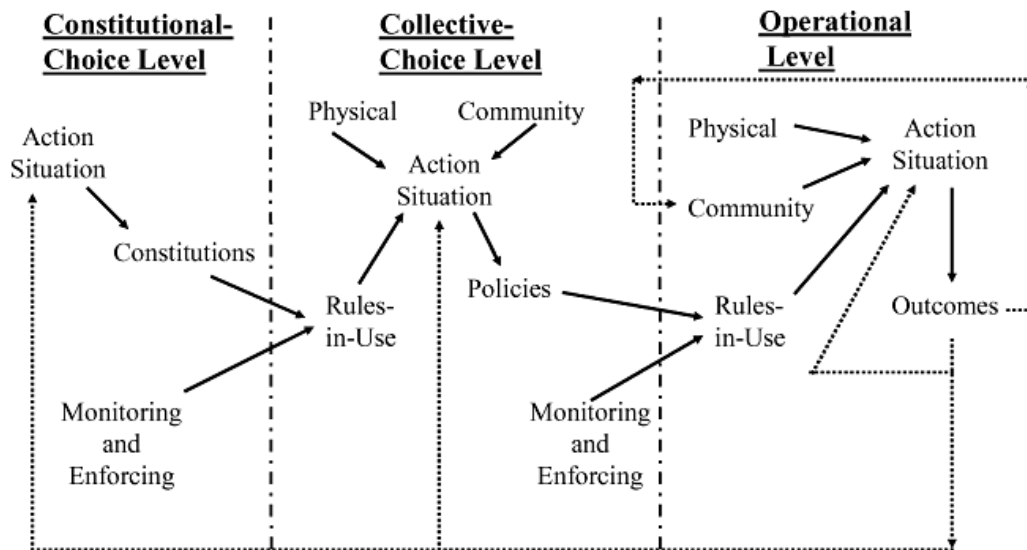 Constitutional-
Choice Level
Collective-
Choice Level
Operational
Level
Action
Situation
Constitutions
Monitoring
and
Enforcing
Physical
Community
Action
Situation
Policies
Rules-
in-Use
Monitoring
and
Enforcing
Physical
Community
Action
Situation
Rules-
in-Use
Outcomes